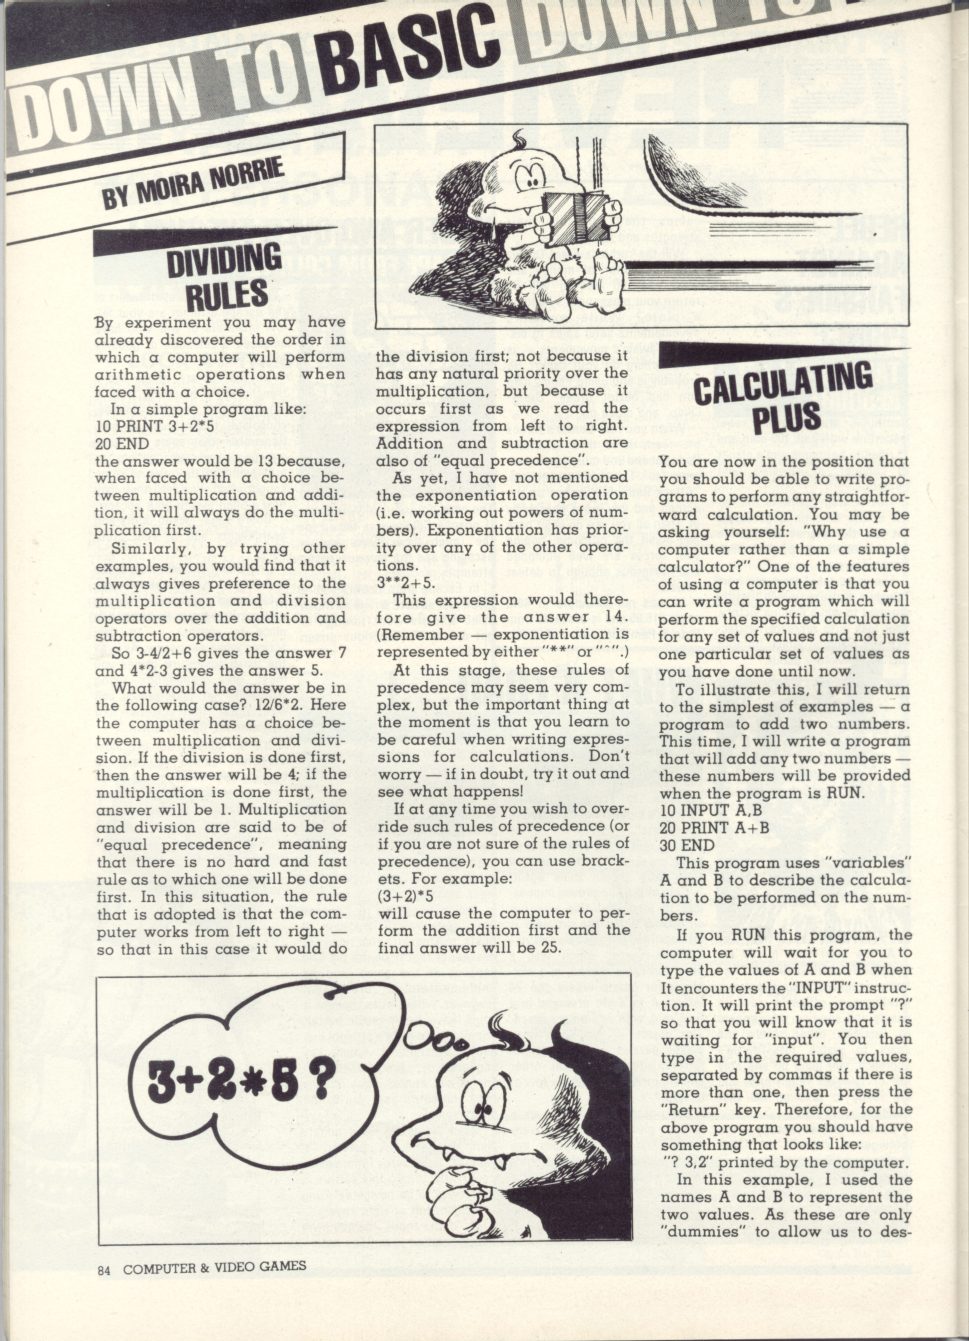 DOWN TO BASIC DOWN TO
BY MOIRA NORRIE
DIVIDING
RULES
By experiment you may have
already discovered the order in
which a computer will perform
arithmetic operations when
faced with a choice.
In a simple program like:
10 PRINT 3+2*5
20 END
the answer would be 13 because,
when faced with a choice be-
tween multiplication and addi-
tion, it will always do the multi-
plication first.
Similarly, by trying other
examples, you would find that it
always gives preference to the
multiplication and division
operators over the addition and
subtraction operators.
So 3-4/2+6 gives the answer 7
and 4*2-3 gives the answer 5.
What would the answer be in
the following case? 12/6*2. Here
the computer has a choice be-
tween multiplication and divi-
sion. If the division is done first,
then the answer will be 4; if the
multiplication is done first, the
answer will be 1. Multiplication
and division are said to be of
"equal precedence", meaning
that there is no hard and fast
rule as to which one will be done
first. In this situation, the rule
that is adopted is that the com-
puter works from left to right —
so that in this case it would do
the division first; not because it
has any natural priority over the
multiplication, but because it
occurs first as we read the
expression from left to right.
Addition and subtraction are
also of "equal precedence".
As yet, I have not mentioned
the exponentiation operation
(i.e. working out powers of num-
bers). Exponentiation has prior-
ity over any of the other opera-
tions.
3**2+5.
This expression would there-
fore give the answer 14.
(Remember — exponentiation is
represented by either "**" or "^".)
At this stage, these rules of
precedence may seem very com-
plex, but the important thing at
the moment is that you learn to
be careful when writing expres-
sions for calculations. Don't
worry — if in doubt, try it out and
see what happens!
If at any time you wish to over-
ride such rules of precedence (or
if you are not sure of the rules of
precedence), you can use brack-
ets. For example:
(3+2)*5
will cause the computer to per-
form the addition first and the
final answer will be 25.
3+2*5?
CALCULATING
PLUS
You are now in the position that
you should be able to write pro-
grams to perform any straightfor-
ward calculation. You may be
asking yourself: "Why use a
computer rather than a simple
calculator?" One of the features
of using a computer is that you
can write a program which will
perform the specified calculation
for any set of values and not just
one particular set of values as
you have done until now.
To illustrate this, I will return
to the simplest of examples — a
program to add two numbers.
This time, I will write a program
that will add any two numbers —
these numbers will be provided
when the program is RUN.
10 INPUT A,B
20 PRINT A+B
30 END
This program uses "variables"
A and B to describe the calcula-
tion to be performed on the num-
bers.
If you RUN this program, the
computer will wait for you to
type the values of A and B when
It encounters the "INPUT" instruc-
tion. It will print the prompt "?"
so that you will know that it is
waiting for "input". You then
type in the required values,
separated by commas if there is
more than one, then press the
"Return" key. Therefore, for the
above program you should have
something that looks like:
"? 3,2" printed by the computer.
In this example, I used the
names A and B to represent the
two values. As these are only
"dummies" to allow us to des-
84 COMPUTER & VIDEO GAMES